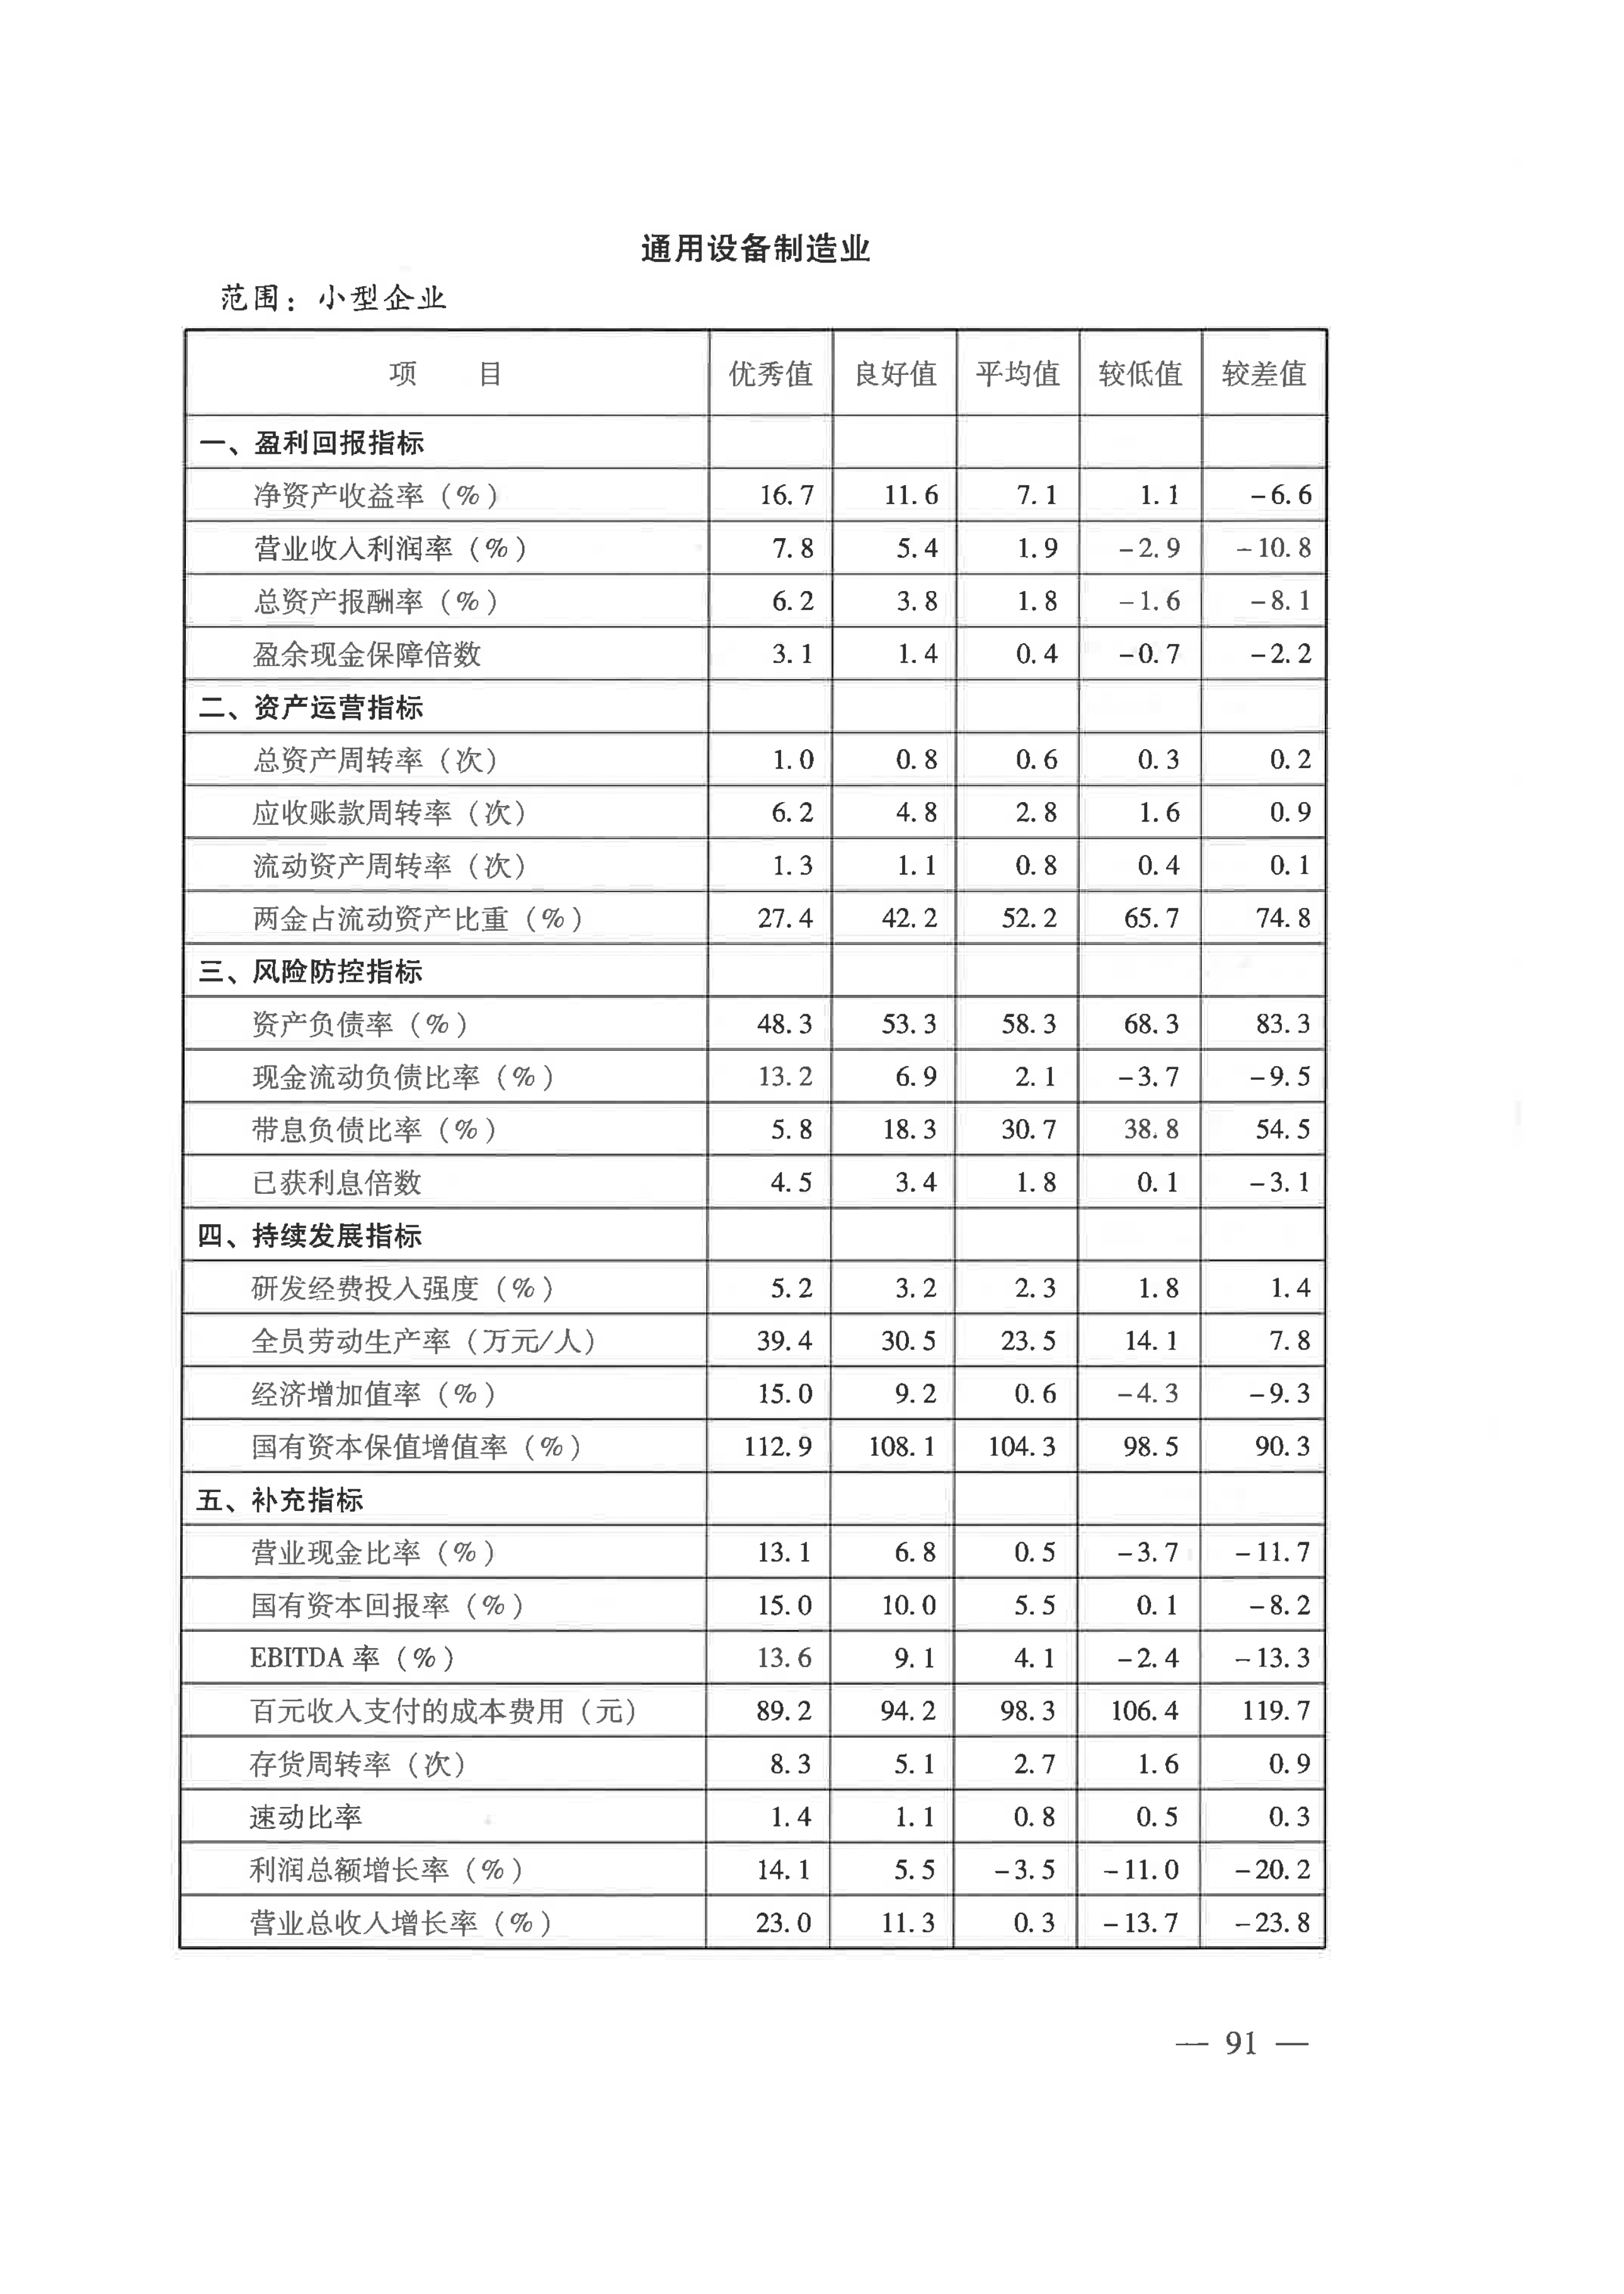 通用设备制造业
范围：小型企业
项 目 优秀值 良好值 平均值 较低值 较差值
一、盈利回报指标
净资产收益率（%） 16.7 11.6 7.1 1.1 -6.6
营业收入利润率（%） 7.8 5.4 1.9 -2.9 -10.8
总资产报酬率（%） 6.2 3.8 1.8 -1.6 -8.1
盈余现金保障倍数 3.1 1.4 0.4 -0.7 -2.2
二、资产运营指标
总资产周转率（次） 1.0 0.8 0.6 0.3 0.2
应收账款周转率（次） 6.2 4.8 2.8 1.6 0.9
流动资产周转率（次） 1.3 1.1 0.8 0.4 0.1
两金占流动资产比重（%） 27.4 42.2 52.2 65.7 74.8
三、风险防控指标
资产负债率（%） 48.3 53.3 58.3 68.3 83.3
现金流动负债比率（%） 13.2 6.9 2.1 -3.7 -9.5
带息负债比率（%） 5.8 18.3 30.7 38.8 54.5
已获利息倍数 4.5 3.4 1.8 0.1 -3.1
四、持续发展指标
研发经费投入强度（%） 5.2 3.2 2.3 1.8 1.4
全员劳动生产率（万元/人） 39.4 30.5 23.5 14.1 7.8
经济增加值率（%） 15.0 9.2 0.6 -4.3 -9.3
国有资本保值增值率（%） 112.9 108.1 104.3 98.5 90.3
五、补充指标
营业现金比率（%） 13.1 6.8 0.5 -3.7 -11.7
国有资本回报率（%） 15.0 10.0 5.5 0.1 -8.2
EBITDA 率（%） 13.6 9.1 4.1 -2.4 -13.3
百元收入支付的成本费用（元） 89.2 94.2 98.3 106.4 119.7
存货周转率（次） 8.3 5.1 2.7 1.6 0.9
速动比率 1.4 1.1 0.8 0.5 0.3
利润总额增长率（%） 14.1 5.5 -3.5 -11.0 -20.2
营业总收入增长率（%） 23.0 11.3 0.3 -13.7 -23.8
— 91 —